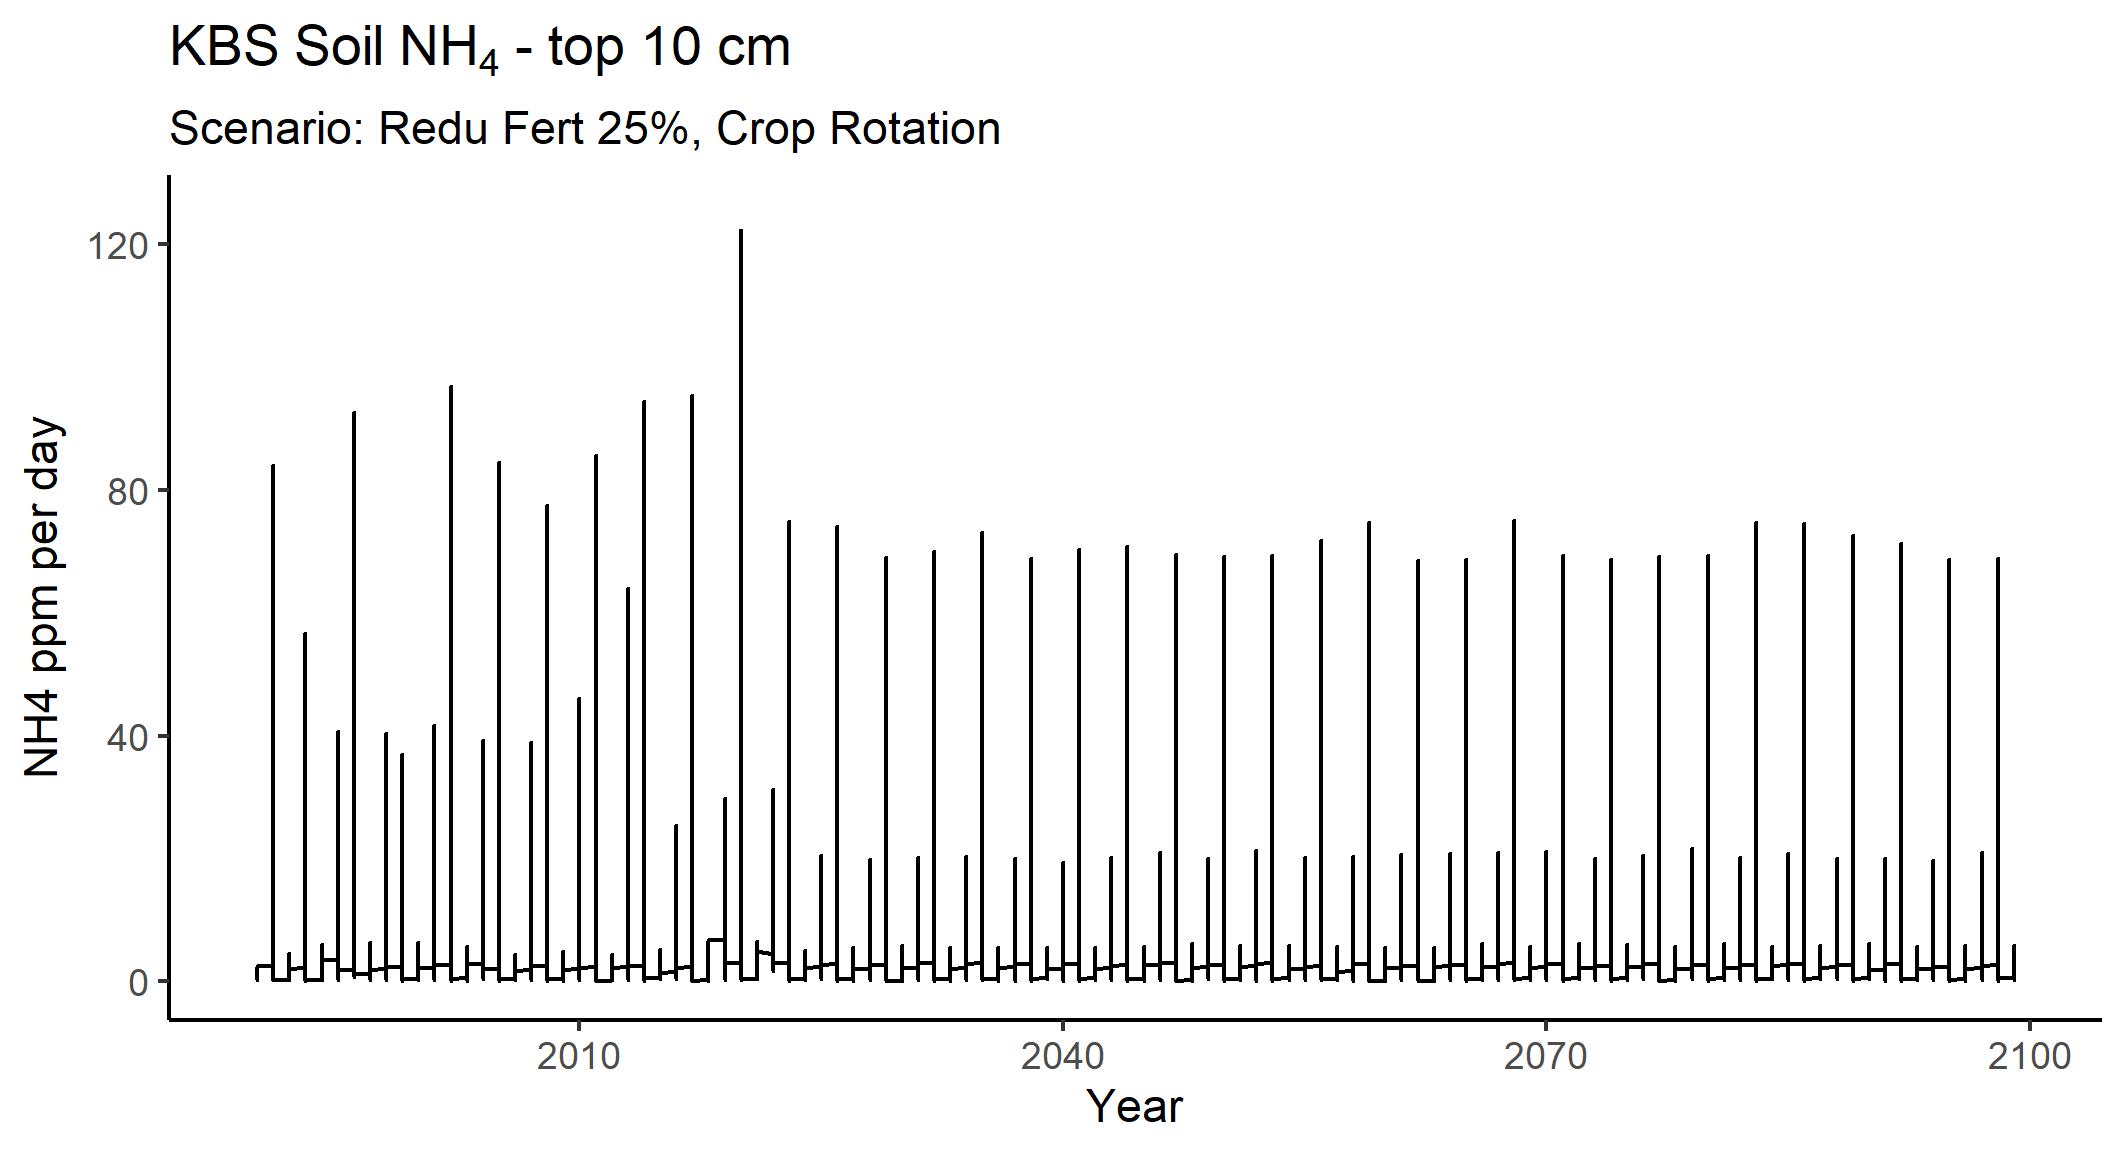 KBS Soil NH₄ - top 10 cm
Scenario: Redu Fert 25%, Crop Rotation
NH4 ppm per day
120
80
40
0
2010 2040 2070 2100
Year